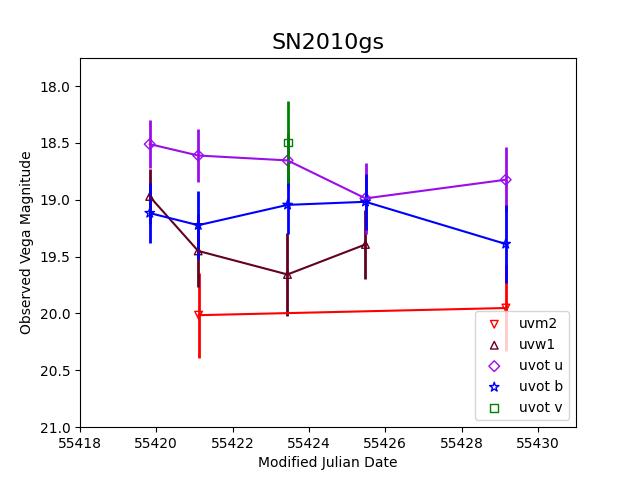 SN2010gs
Observed Vega Magnitude
18.0
18.5
19.0
19.5
20.0
20.5
21.0
55418 55420 55422 55424 55426 55428 55430
Modified Julian Date
uvm2
uvw1
uvot u
uvot b
uvot v